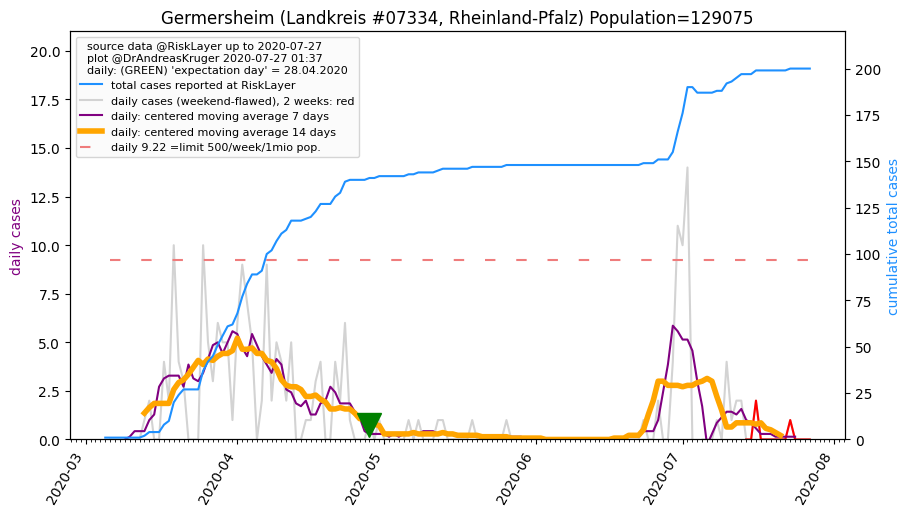 Germersheim (Landkreis #07334, Rheinland-Pfalz) Population=129075
source data @RiskLayer up to 2020-07-27
plot @DrAndreasKruger 2020-07-27 01:37
daily: (GREEN) 'expectation day' = 28.04.2020
total cases reported at RiskLayer
daily cases (weekend-flawed), 2 weeks: red
daily: centered moving average 7 days
daily: centered moving average 14 days
daily 9.22 =limit 500/week/1mio pop.
daily cases
20.0
17.5
15.0
12.5
10.0
7.5
5.0
2.5
0.0
cumulative total cases
200
175
150
125
100
75
50
25
0
2020-03
2020-04
2020-05
2020-06
2020-07
2020-08